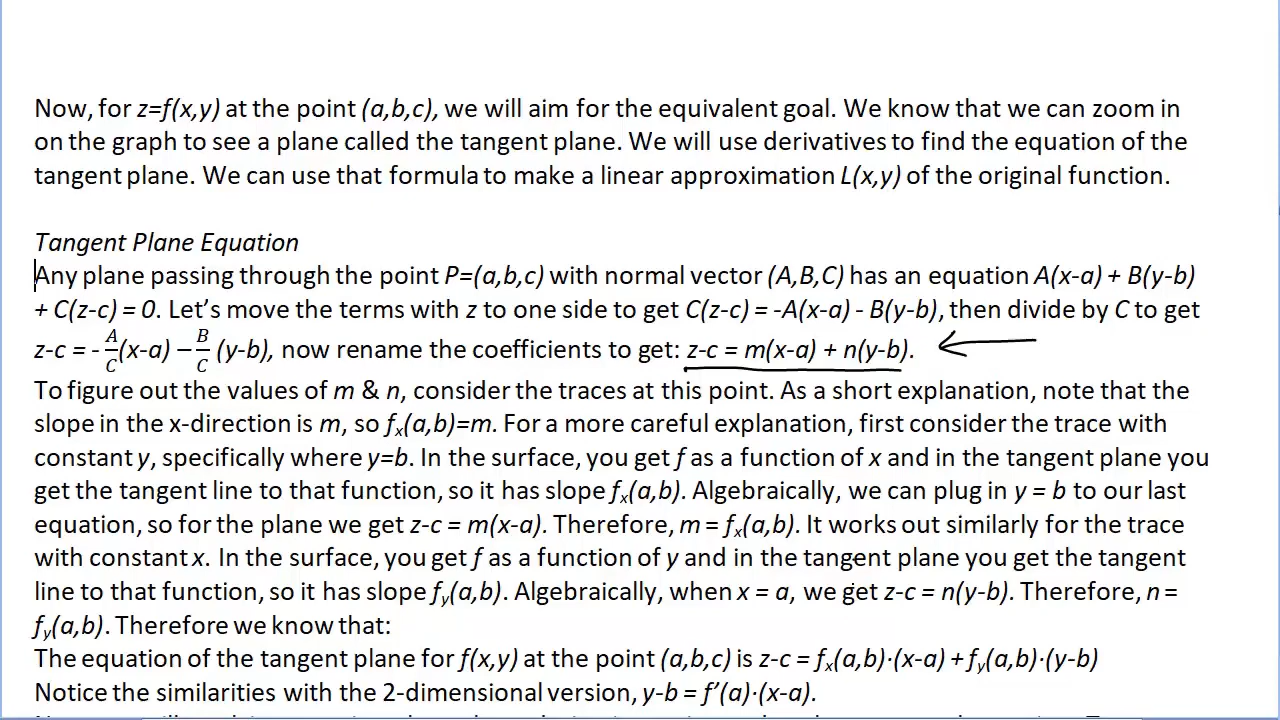 Now, for z=f(x,y) at the point (a,b,c), we will aim for the equivalent goal. We know that we can zoom in
on the graph to see a plane called the tangent plane. We will use derivatives to find the equation of the
tangent plane. We can use that formula to make a linear approximation L(x,y) of the original function.
Tangent Plane Equation
Any plane passing through the point P=(a,b,c) with normal vector (A,B,C) has an equation A(x-a) + B(y-b)
+ C(z-c) = 0. Let’s move the terms with z to one side to get C(z-c) = -A(x-a) - B(y-b), then divide by C to get
z-c = - A/C (x-a) – B/C (y-b), now rename the coefficients to get: z-c = m(x-a) + n(y-b).
To figure out the values of m & n, consider the traces at this point. As a short explanation, note that the
slope in the x-direction is m, so fₓ(a,b)=m. For a more careful explanation, first consider the trace with
constant y, specifically where y=b. In the surface, you get f as a function of x and in the tangent plane you
get the tangent line to that function, so it has slope fₓ(a,b). Algebraically, we can plug in y = b to our last
equation, so for the plane we get z-c = m(x-a). Therefore, m = fₓ(a,b). It works out similarly for the trace
with constant x. In the surface, you get f as a function of y and in the tangent plane you get the tangent
line to that function, so it has slope f_y(a,b). Algebraically, when x = a, we get z-c = n(y-b). Therefore, n =
f_y(a,b). Therefore we know that:
The equation of the tangent plane for f(x,y) at the point (a,b,c) is z-c = fₓ(a,b)·(x-a) + f_y(a,b)·(y-b)
Notice the similarities with the 2-dimensional version, y-b = f’(a)·(x-a).